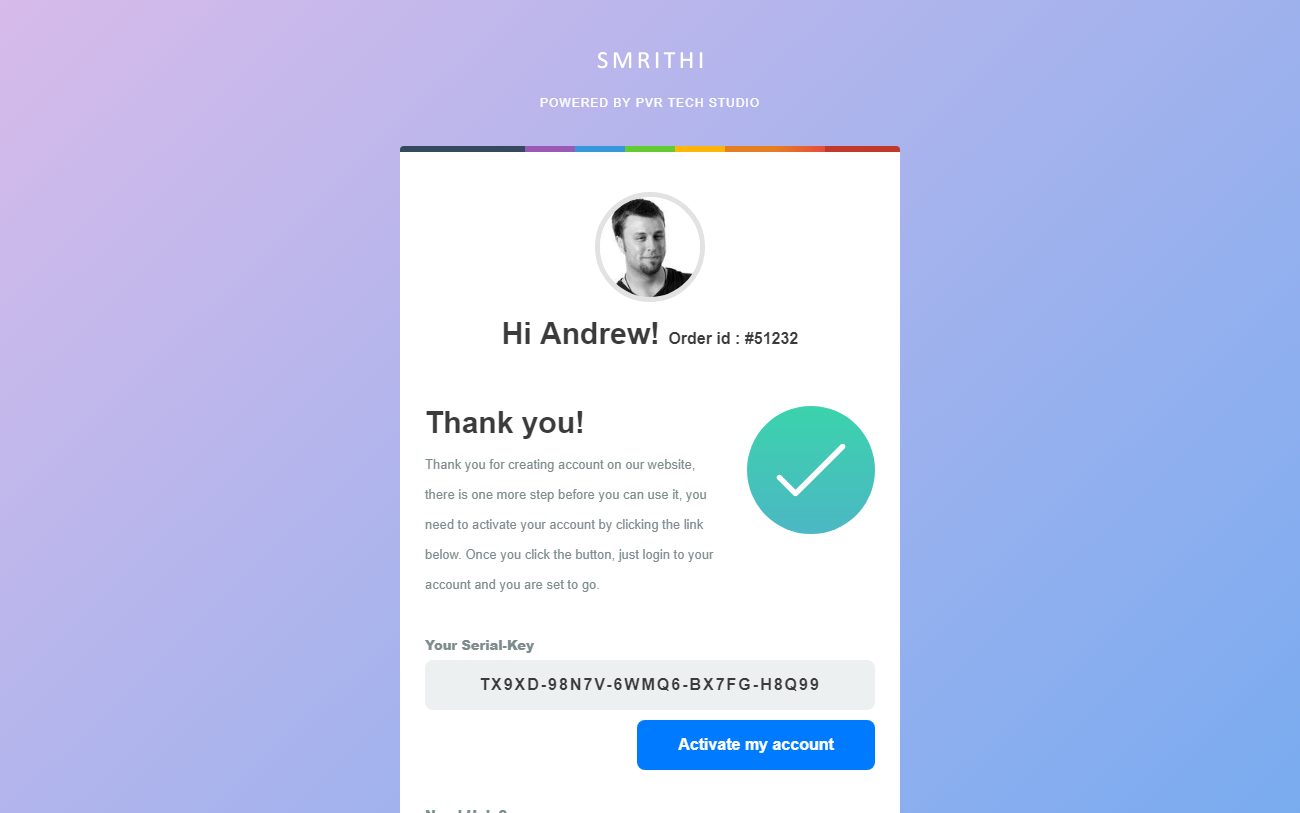 SMRITHI
POWERED BY PVR TECH STUDIO
Hi Andrew! Order id : #51232
Thank you!
Thank you for creating account on our website,
there is one more step before you can use it, you
need to activate your account by clicking the link
below. Once you click the button, just login to your
account and you are set to go.
Your Serial-Key
TX9XD-98N7V-6WMQ6-BX7FG-H8Q99
Activate my account